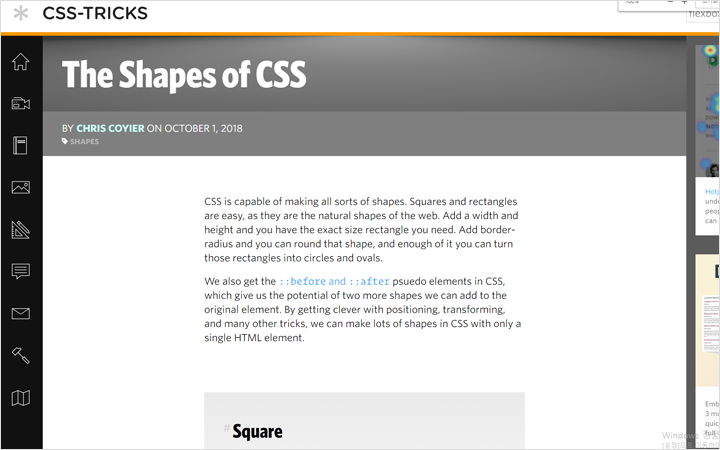 CSS-TRICKS
flexbox
The Shapes of CSS
BY CHRIS COYIER ON OCTOBER 1, 2018
SHAPES
CSS is capable of making all sorts of shapes. Squares and rectangles
are easy, as they are the natural shapes of the web. Add a width and
height and you have the exact size rectangle you need. Add border-
radius and you can round that shape, and enough of it you can turn
those rectangles into circles and ovals.
We also get the ::before and ::after psuedo elements in CSS,
which give us the potential of two more shapes we can add to the
original element. By getting clever with positioning, transforming,
and many other tricks, we can make lots of shapes in CSS with only a
single HTML element.
# Square
Hotj
unde
peop
can
Emb
3 mi
quic
full-
Windows